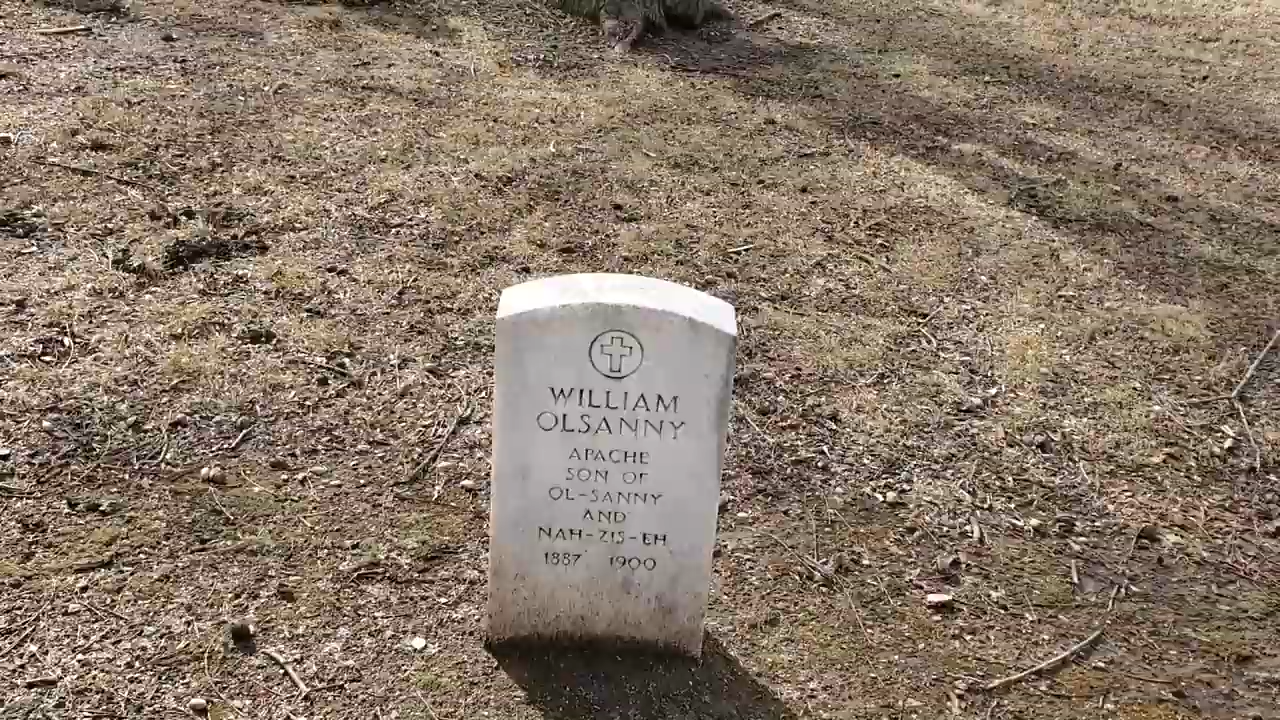 WILLIAM
OLSANNY
APACHE
SON OF
OL-SANNY
AND
NAH-ZIS-EH
1887 1900